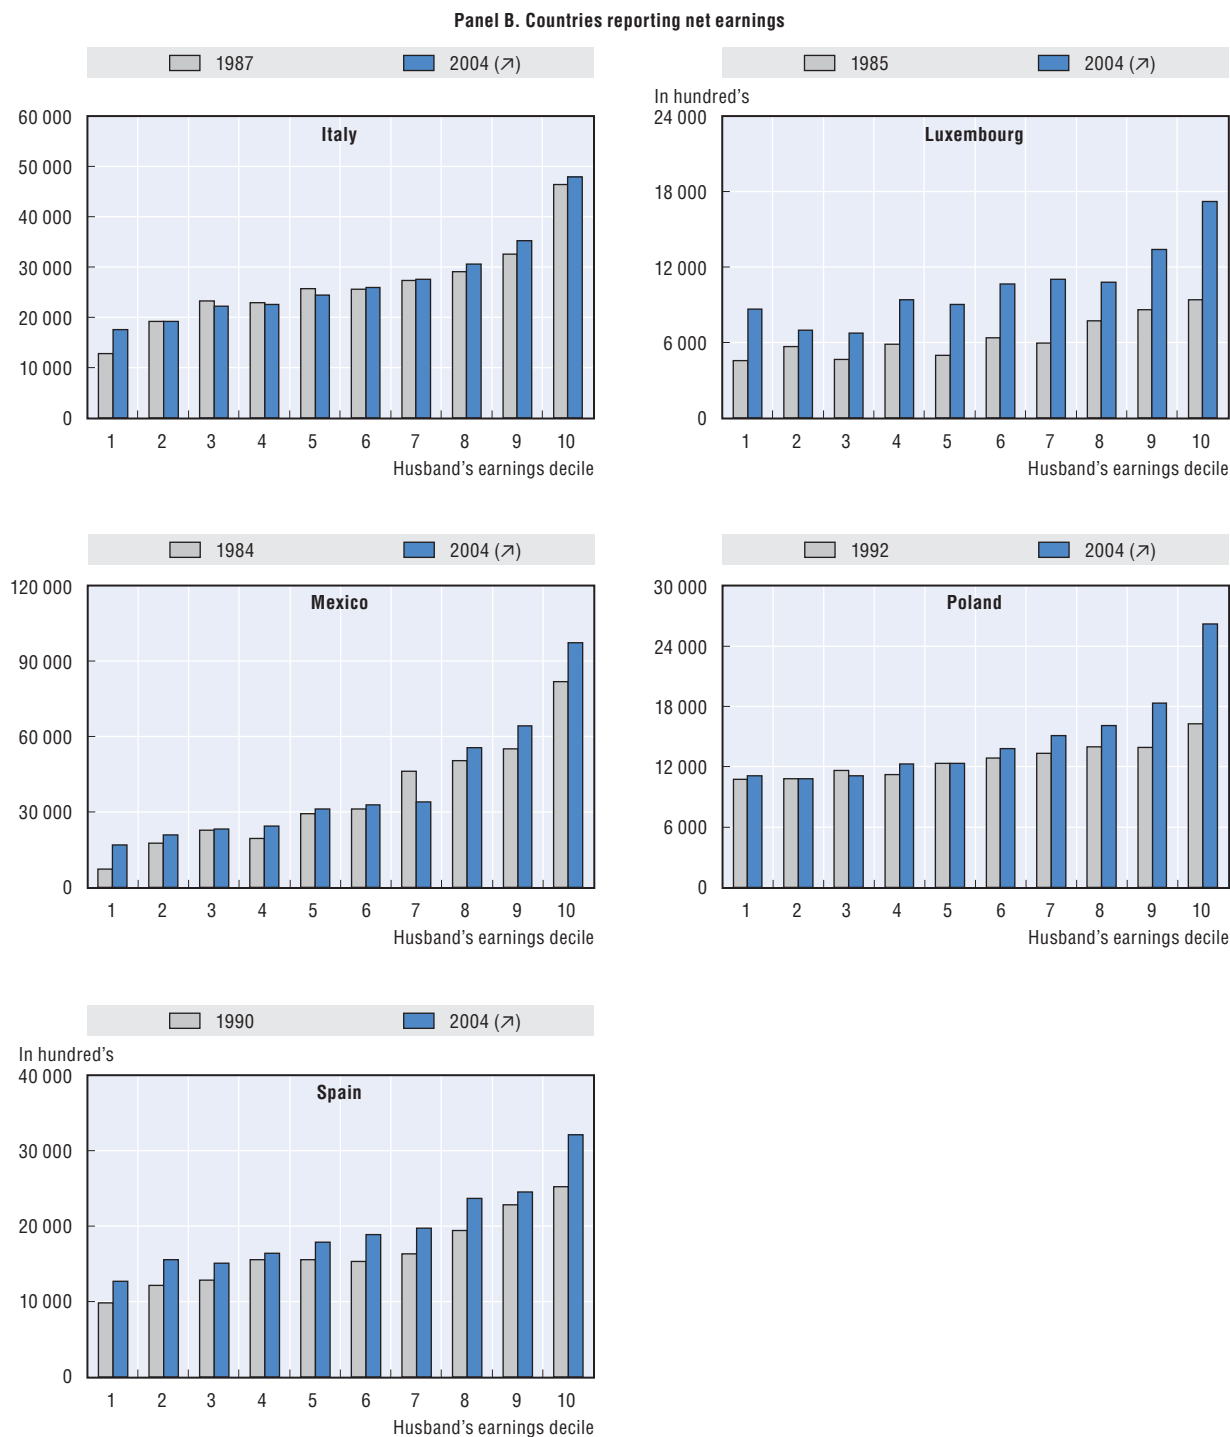 Panel B. Countries reporting net earnings
1987 2004 (↗)
Italy
60 000
50 000
40 000
30 000
20 000
10 000
0
1 2 3 4 5 6 7 8 9 10
Husband's earnings decile
1985 2004 (↗)
In hundred's
Luxembourg
24 000
18 000
12 000
6 000
0
1 2 3 4 5 6 7 8 9 10
Husband's earnings decile
1984 2004 (↗)
Mexico
120 000
90 000
60 000
30 000
0
1 2 3 4 5 6 7 8 9 10
Husband's earnings decile
1992 2004 (↗)
Poland
30 000
24 000
18 000
12 000
6 000
0
1 2 3 4 5 6 7 8 9 10
Husband's earnings decile
1990 2004 (↗)
In hundred's
Spain
40 000
30 000
20 000
10 000
0
1 2 3 4 5 6 7 8 9 10
Husband's earnings decile